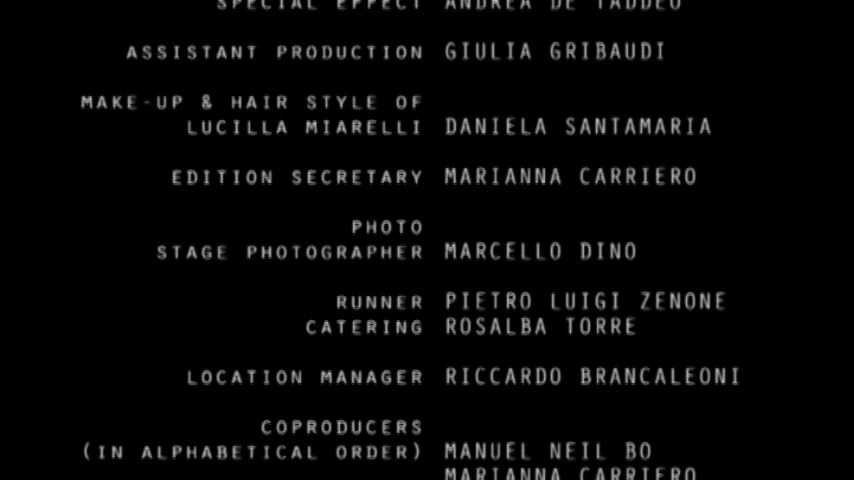 SPECIAL EFFECT ANDREA DE TADDEO
ASSISTANT PRODUCTION GIULIA GRIBAUDI
MAKE-UP & HAIR STYLE OF
LUCILLA MIARELLI DANIELA SANTAMARIA
EDITION SECRETARY MARIANNA CARRIERO
PHOTO
STAGE PHOTOGRAPHER MARCELLO DINO
RUNNER PIETRO LUIGI ZENONE
CATERING ROSALBA TORRE
LOCATION MANAGER RICCARDO BRANCALEONI
COPRODUCERS
(IN ALPHABETICAL ORDER) MANUEL NEIL BO
MARIANNA CARRIERO